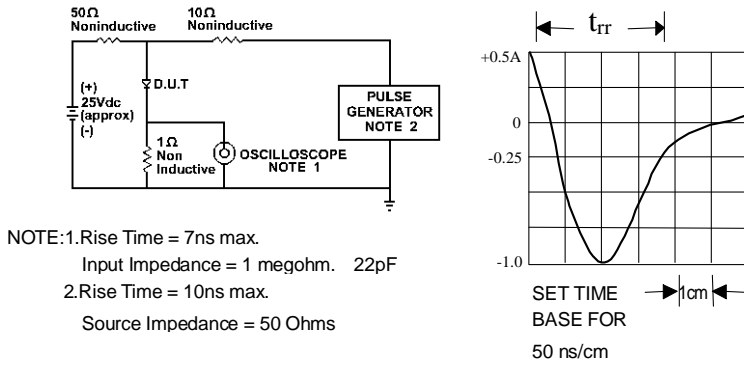 50Ω
Noninductive
10Ω
Noninductive
(+)
25Vdc
(approx)
(-)
D.U.T
1Ω
Non
Inductive
OSCILLOSCOPE
NOTE 1
PULSE
GENERATOR
NOTE 2
NOTE:1.Rise Time = 7ns max.
Input Impedance = 1 megohm. 22pF
2.Rise Time = 10ns max.
Source Impedance = 50 Ohms
trr
+0.5A
0
-0.25
-1.0
SET TIME
BASE FOR
50 ns/cm
1cm